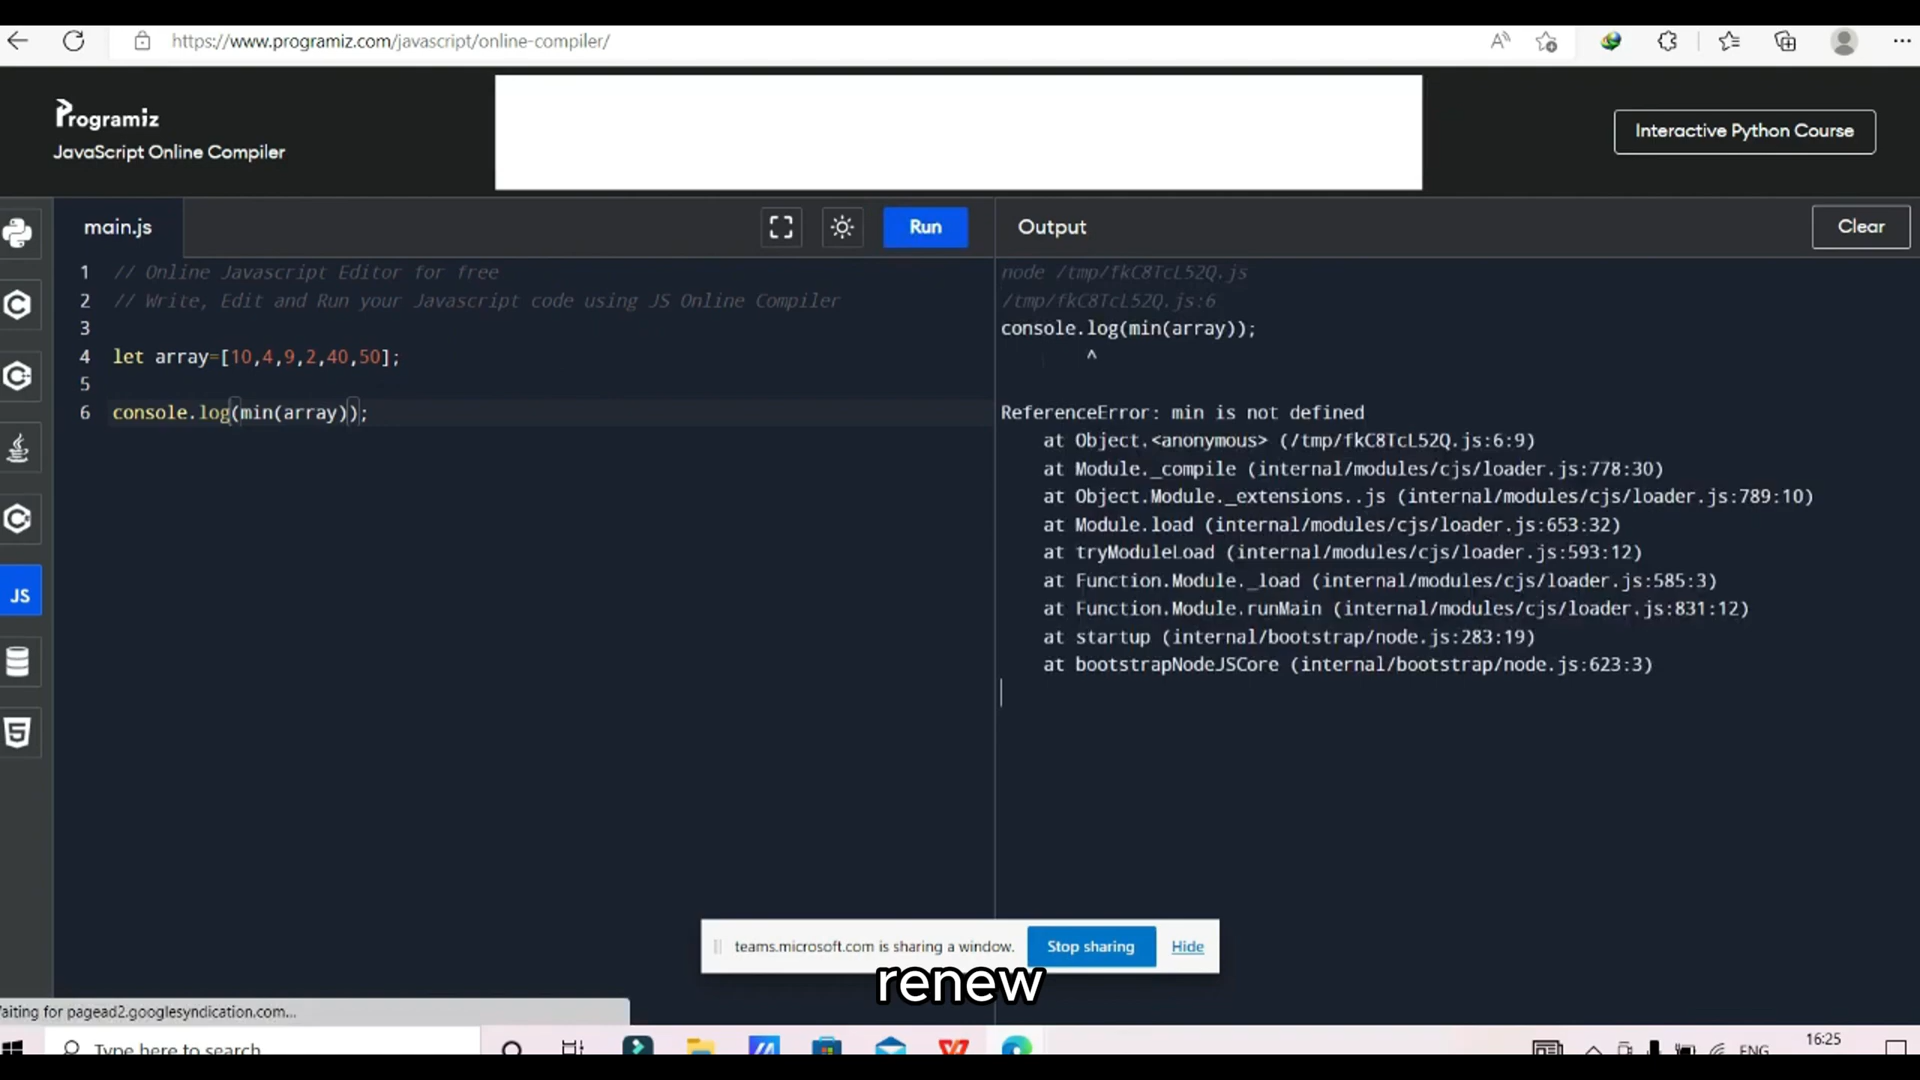 https://www.programiz.com/javascript/online-compiler/
Programiz
JavaScript Online Compiler
Interactive Python Course
main.js
Run
Output
Clear
1 // Online Javascript Editor for free
2 // Write, Edit and Run your Javascript code using JS Online Compiler
3
4 let array=[10,4,9,2,40,50];
5
6 console.log(min(array));
node /tmp/fkC8TcL52Q.js
/tmp/fkC8TcL52Q.js:6
console.log(min(array));
^
ReferenceError: min is not defined
at Object.<anonymous> (/tmp/fkC8TcL52Q.js:6:9)
at Module._compile (internal/modules/cjs/loader.js:778:30)
at Object.Module._extensions..js (internal/modules/cjs/loader.js:789:10)
at Module.load (internal/modules/cjs/loader.js:653:32)
at tryModuleLoad (internal/modules/cjs/loader.js:593:12)
at Function.Module._load (internal/modules/cjs/loader.js:585:3)
at Function.Module.runMain (internal/modules/cjs/loader.js:831:12)
at startup (internal/bootstrap/node.js:283:19)
at bootstrapNodeJSCore (internal/bootstrap/node.js:623:3)
JS
teams.microsoft.com is sharing a window.
Stop sharing
Hide
renew
aiting for pagead2.googlesyndication.com...
Type here to search
ENG
16:25